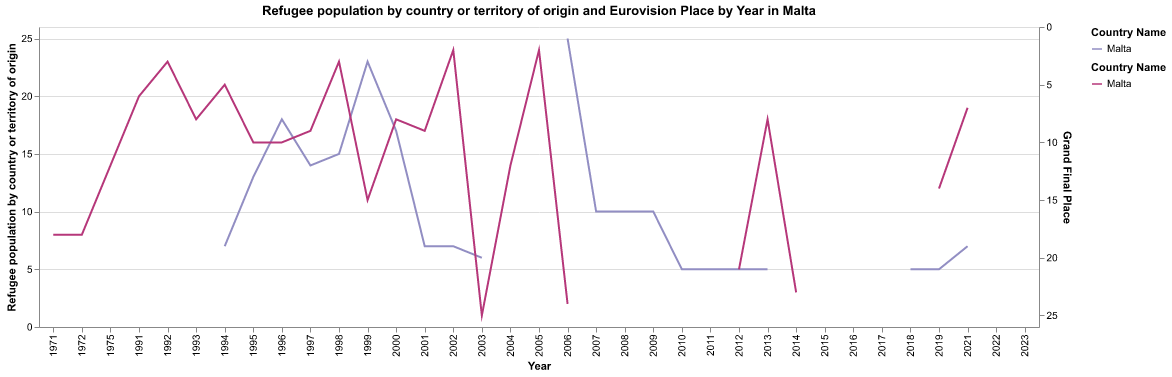 Refugee population by country or territory of origin and Eurovision Place by Year in Malta
Refugee population by country or territory of origin
25
20
15
10
5
0
0
5
10
15
20
25
Grand Final Place
1971 1972 1975 1991 1992 1993 1994 1995 1996 1997 1998 1999 2000 2001 2002 2003 2004 2005 2006 2007 2008 2009 2010 2011 2012 2013 2014 2015 2016 2017 2018 2019 2021 2022 2023
Year
Country Name
Malta
Country Name
Malta